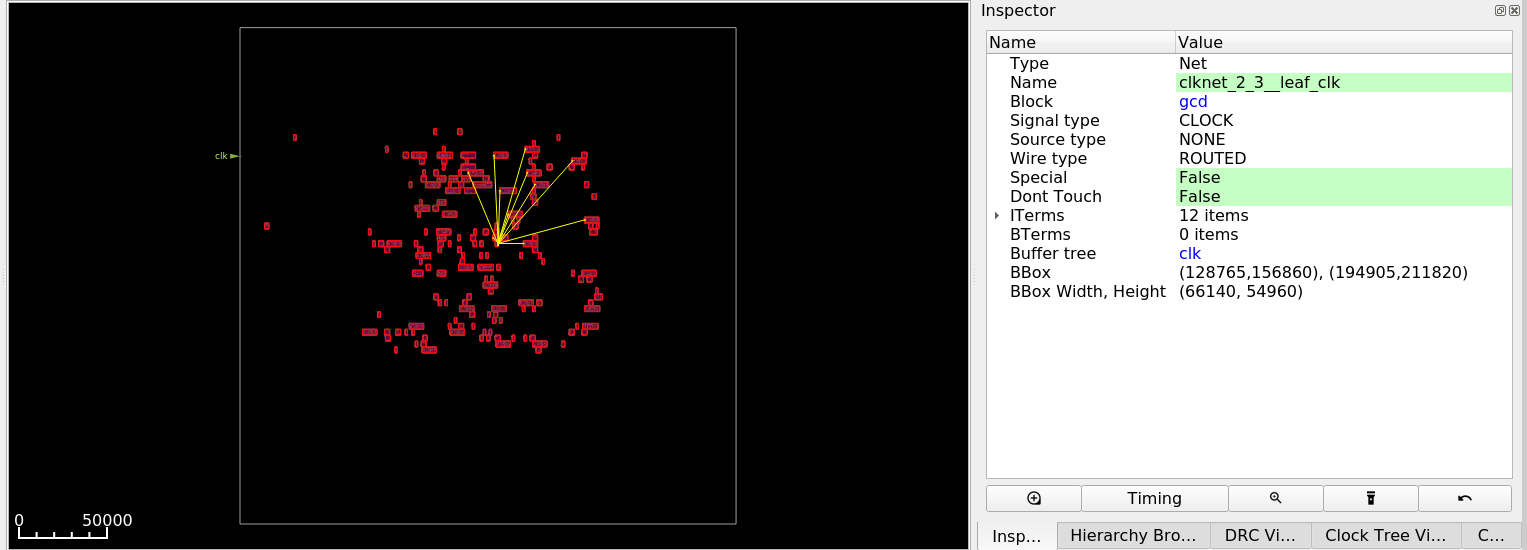 Inspector
Name Value
Type Net
Name clknet_2_3__leaf_clk
Block gcd
Signal type CLOCK
Source type NONE
Wire type ROUTED
Special False
Dont Touch False
ITerms 12 items
BTerms 0 items
Buffer tree clk
BBox (128765,156860), (194905,211820)
BBox Width, Height (66140, 54960)
clk
0 50000
Timing
Insp... Hierarchy Bro... DRC Vi... Clock Tree Vi... C...